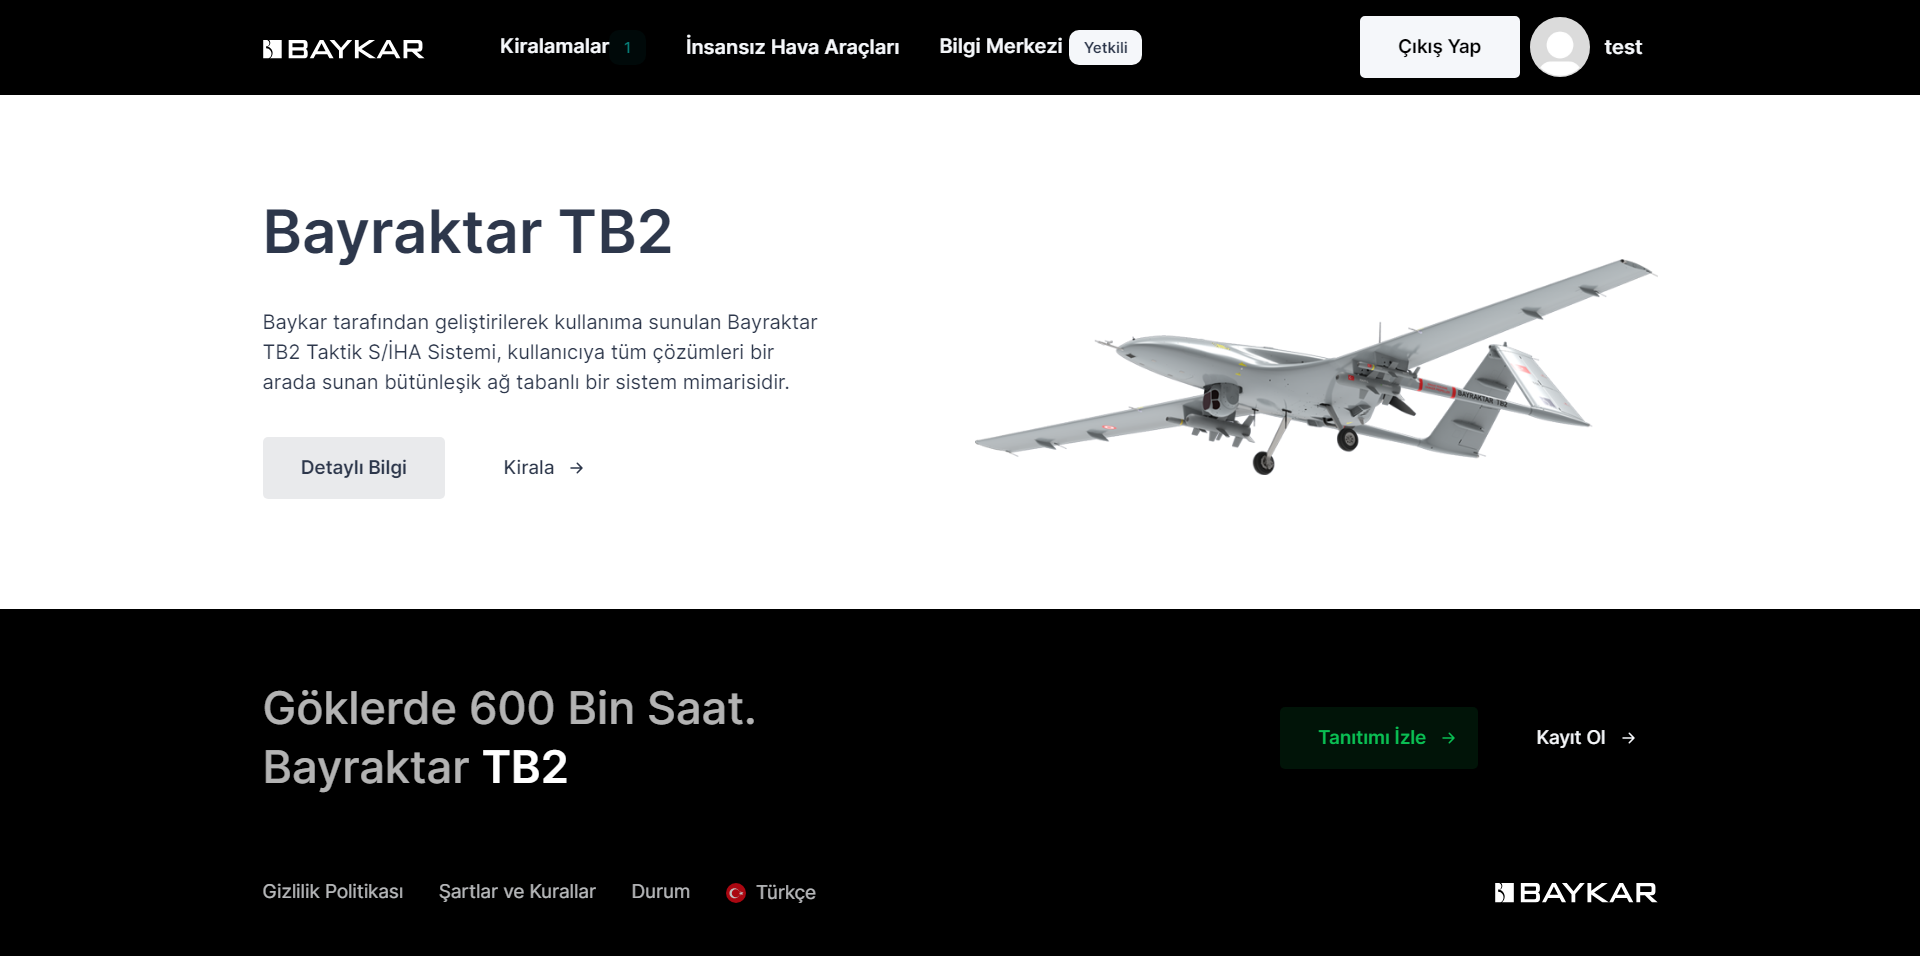 BAYKAR
Kiralamalar 1
İnsansız Hava Araçları
Bilgi Merkezi Yetkili
Çıkış Yap
test
Bayraktar TB2
Baykar tarafından geliştirilerek kullanıma sunulan Bayraktar
TB2 Taktik S/İHA Sistemi, kullanıcıya tüm çözümleri bir
arada sunan bütünleşik ağ tabanlı bir sistem mimarisidir.
Detaylı Bilgi
Kirala →
BAYRAKTAR TB2
Göklerde 600 Bin Saat.
Bayraktar TB2
Tanıtımı İzle →
Kayıt Ol →
Gizlilik Politikası
Şartlar ve Kurallar
Durum
Türkçe
BAYKAR